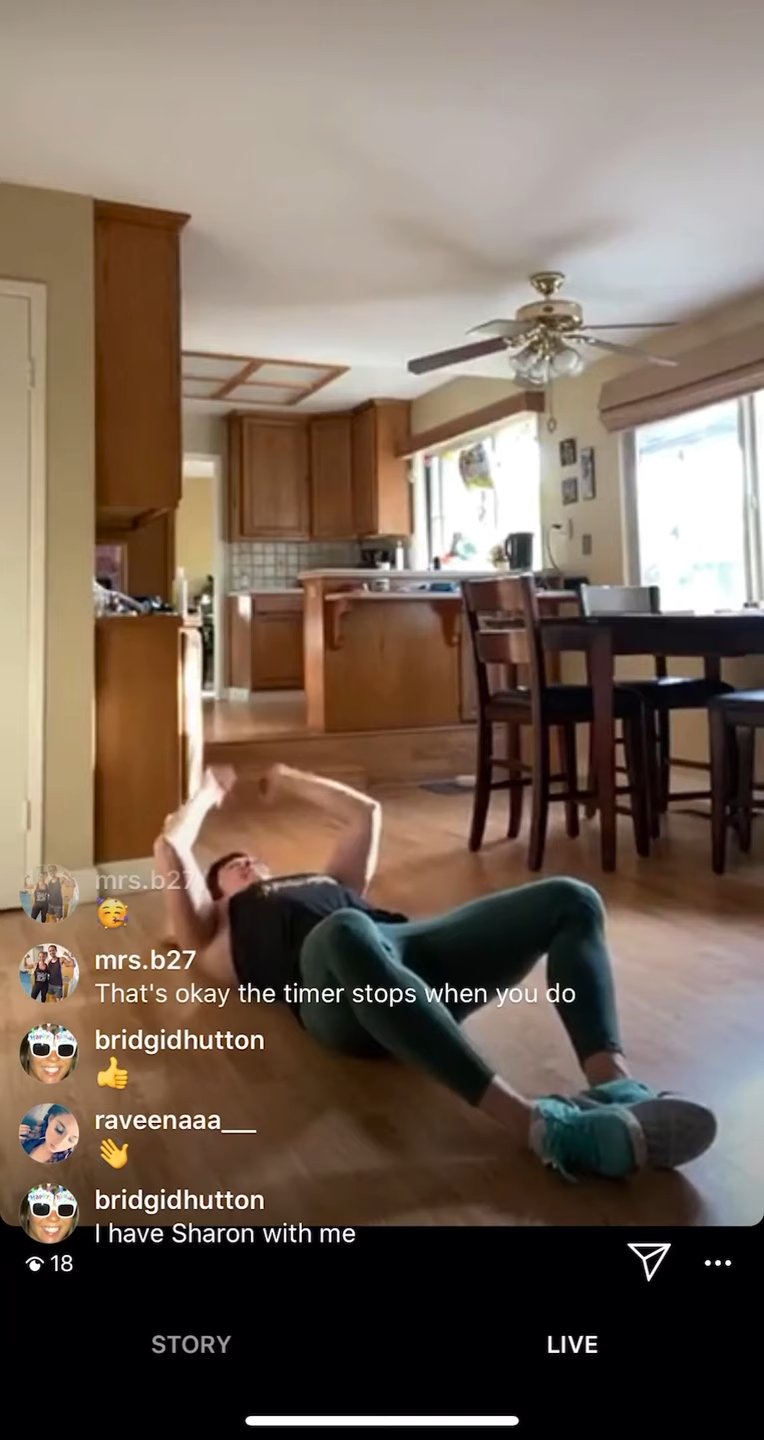 mrs.b27
🥳
mrs.b27
That's okay the timer stops when you do
bridgidhutton
👍
raveenaaa___
👋
bridgidhutton
I have Sharon with me
18
STORY
LIVE